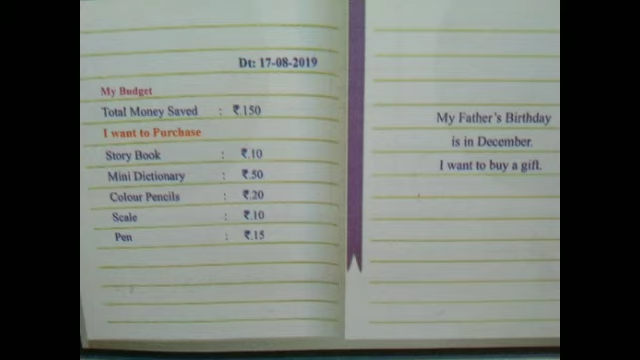 Dt: 17-08-2019
My Budget
Total Money Saved : ₹.150
I want to Purchase
Story Book : ₹.10
Mini Dictionary : ₹.50
Colour Pencils : ₹.20
Scale : ₹.10
Pen : ₹.15
My Father's Birthday
is in December.
I want to buy a gift.